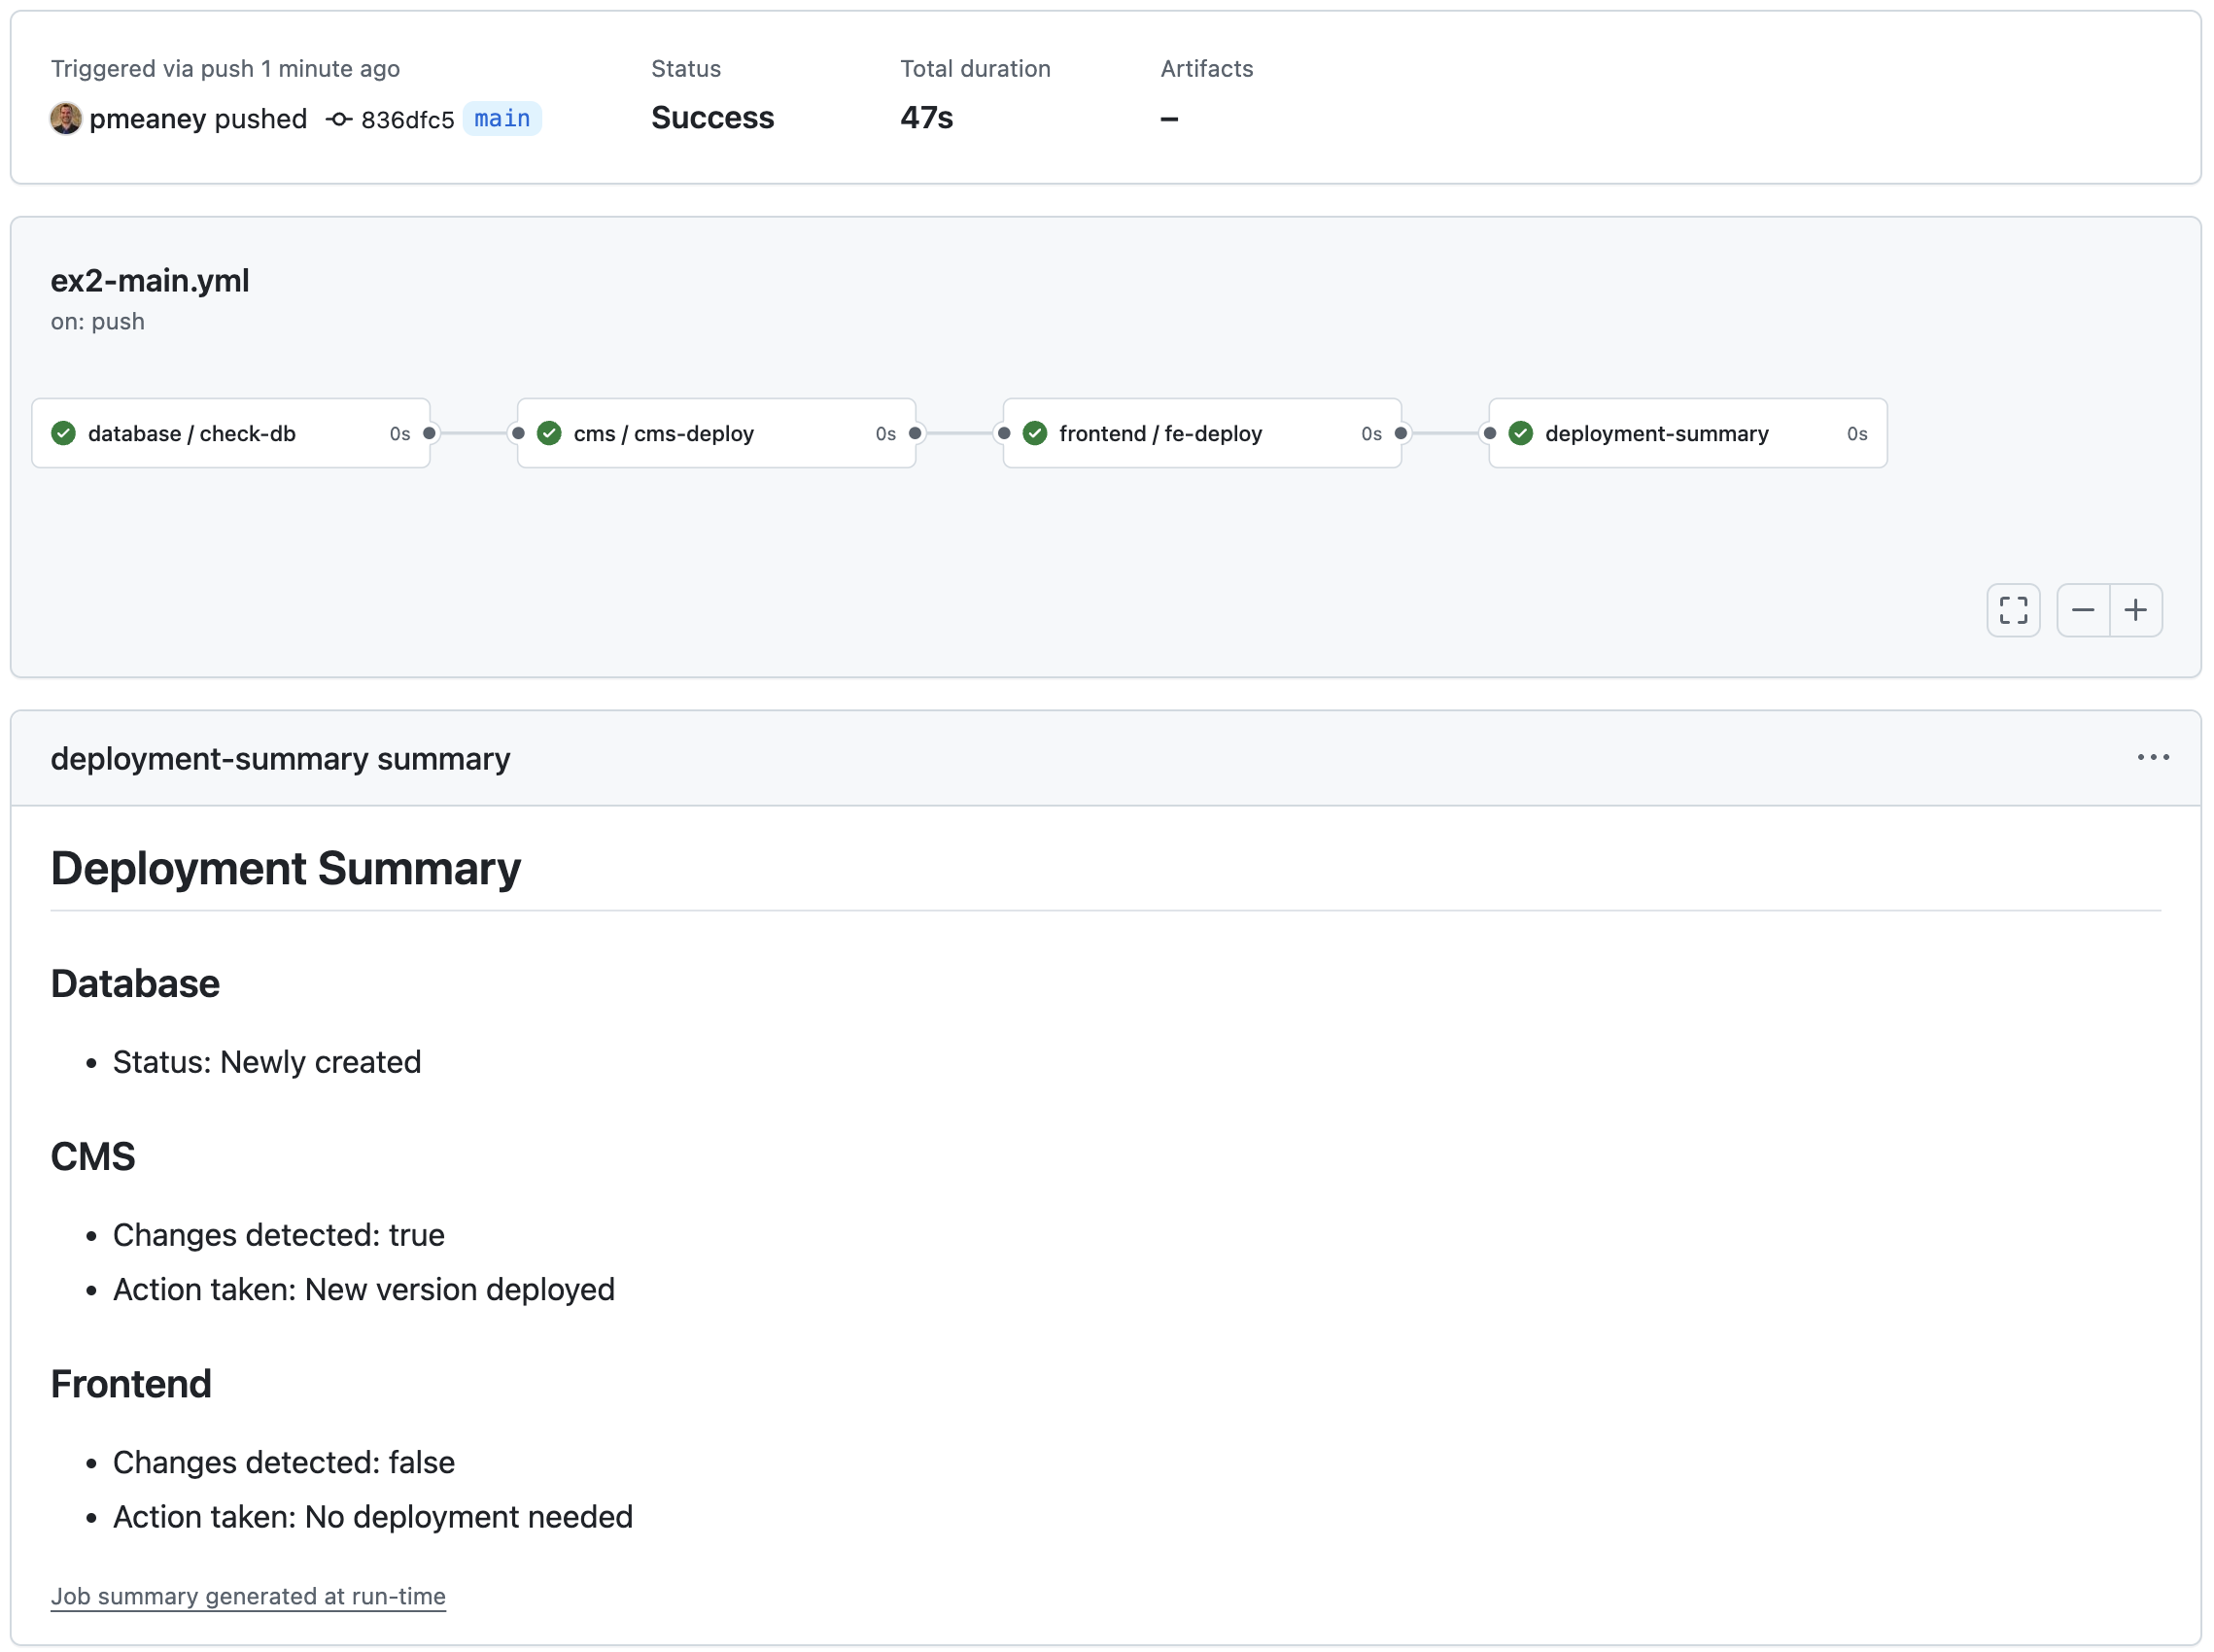 Triggered via push 1 minute ago
Status
Total duration
Artifacts
pmeaney pushed 836dfc5 main
Success
47s
–
ex2-main.yml
on: push
database / check-db 0s
cms / cms-deploy 0s
frontend / fe-deploy 0s
deployment-summary 0s
deployment-summary summary
Deployment Summary
Database
• Status: Newly created
CMS
• Changes detected: true
• Action taken: New version deployed
Frontend
• Changes detected: false
• Action taken: No deployment needed
Job summary generated at run-time